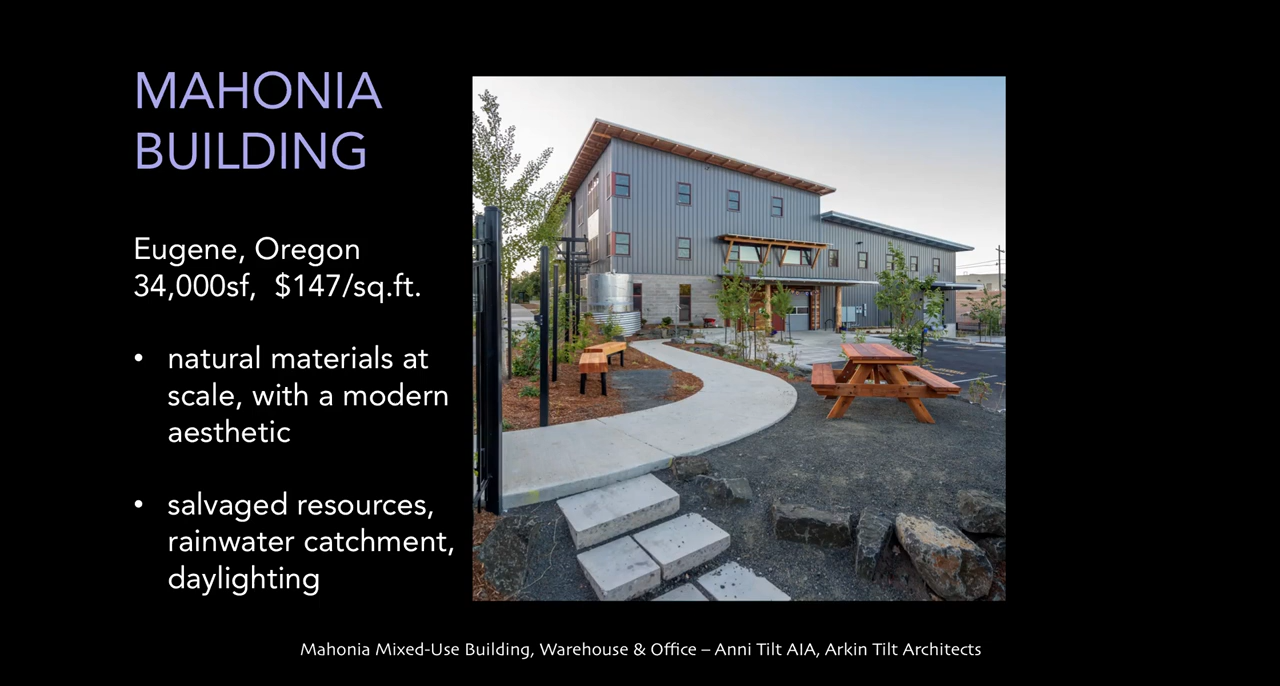 MAHONIA
BUILDING
Eugene, Oregon
34,000sf, $147/sq.ft.
• natural materials at
scale, with a modern
aesthetic
• salvaged resources,
rainwater catchment,
daylighting
Mahonia Mixed-Use Building, Warehouse & Office – Anni Tilt AIA, Arkin Tilt Architects